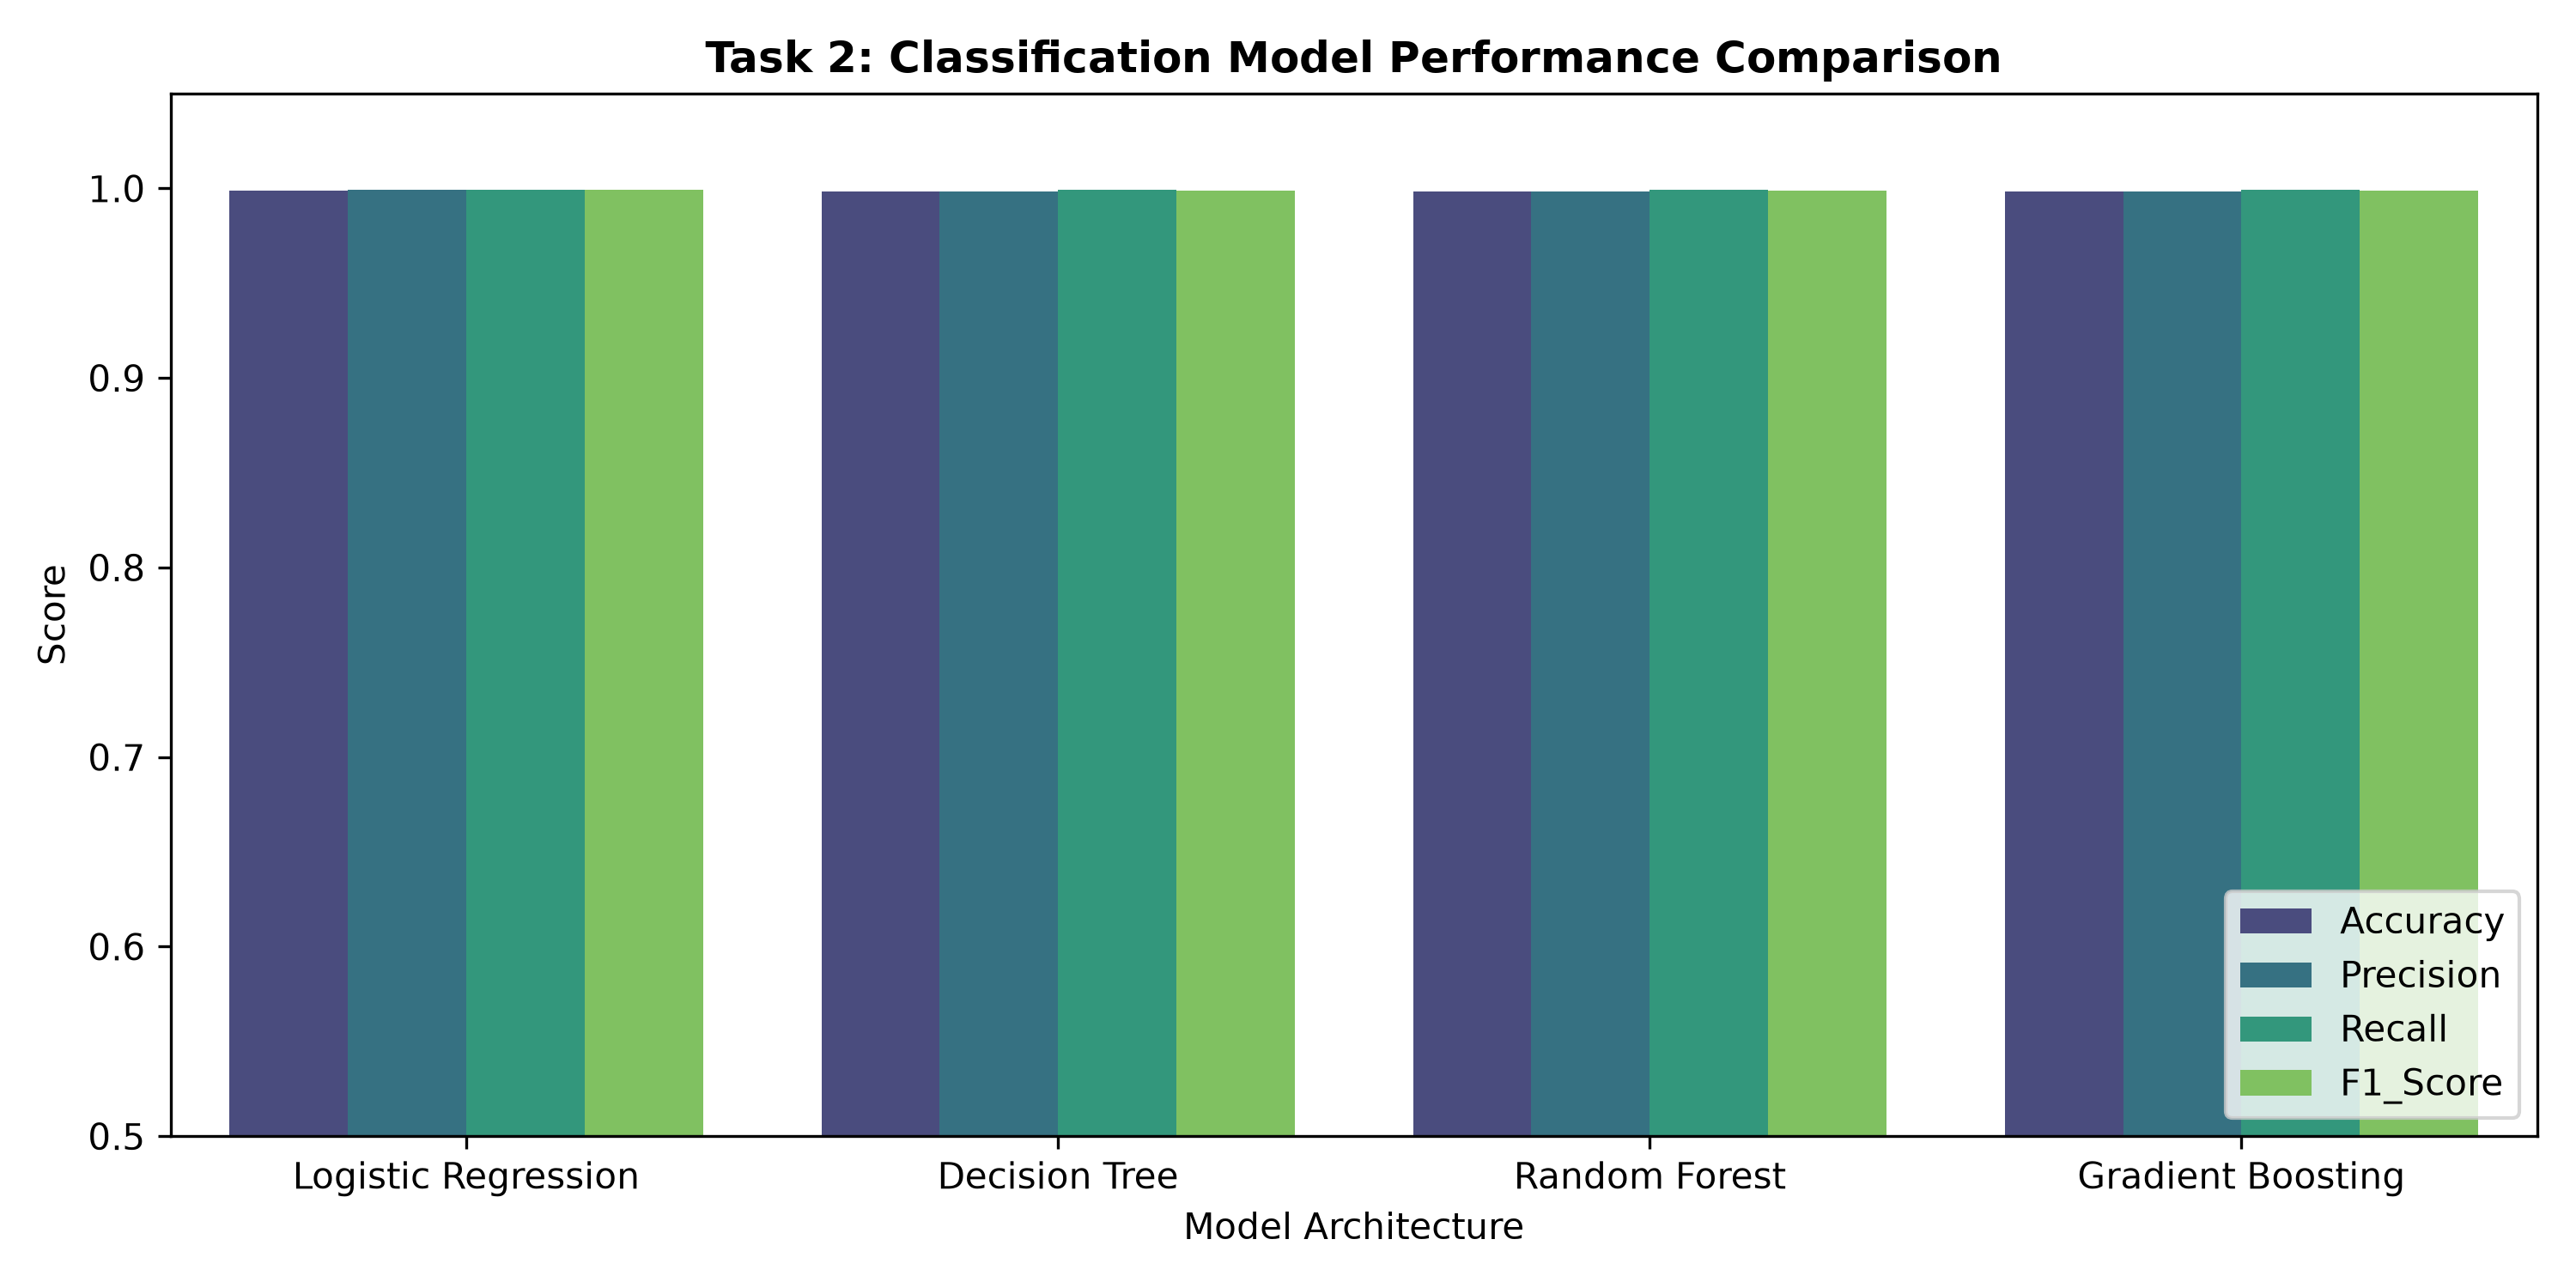 Task 2: Classification Model Performance Comparison
1.0
0.9
0.8
0.7
0.6
0.5
Score
Logistic Regression
Decision Tree
Random Forest
Gradient Boosting
Model Architecture
Accuracy
Precision
Recall
F1_Score